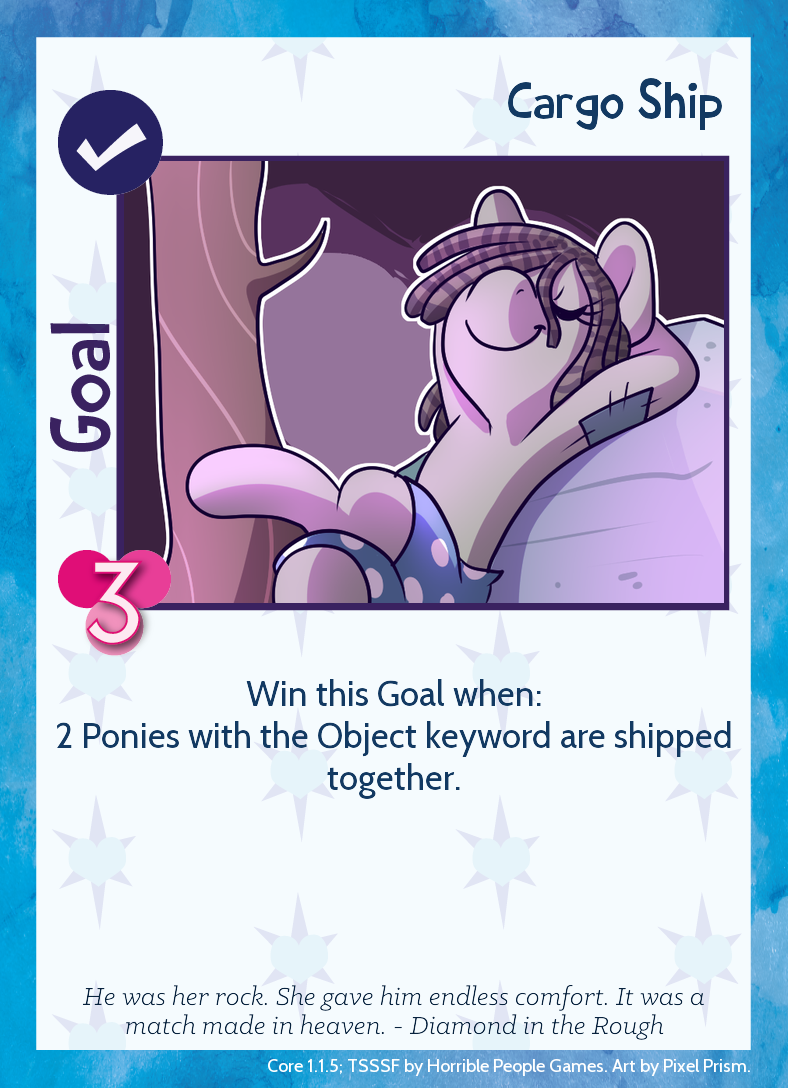 Cargo Ship
Goal
3
Win this Goal when:
2 Ponies with the Object keyword are shipped
together.
He was her rock. She gave him endless comfort. It was a
match made in heaven. - Diamond in the Rough
Core 1.1.5; TSSSF by Horrible People Games. Art by Pixel Prism.